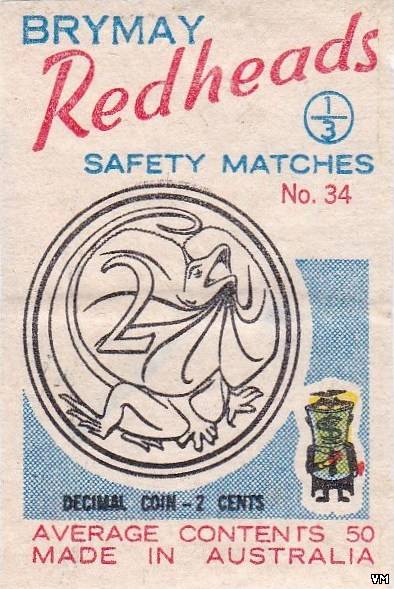 BRYMAY
Redheads
1/3
SAFETY MATCHES
No. 34
2
DECIMAL COIN - 2 CENTS
AVERAGE CONTENTS 50
MADE IN AUSTRALIA
VM